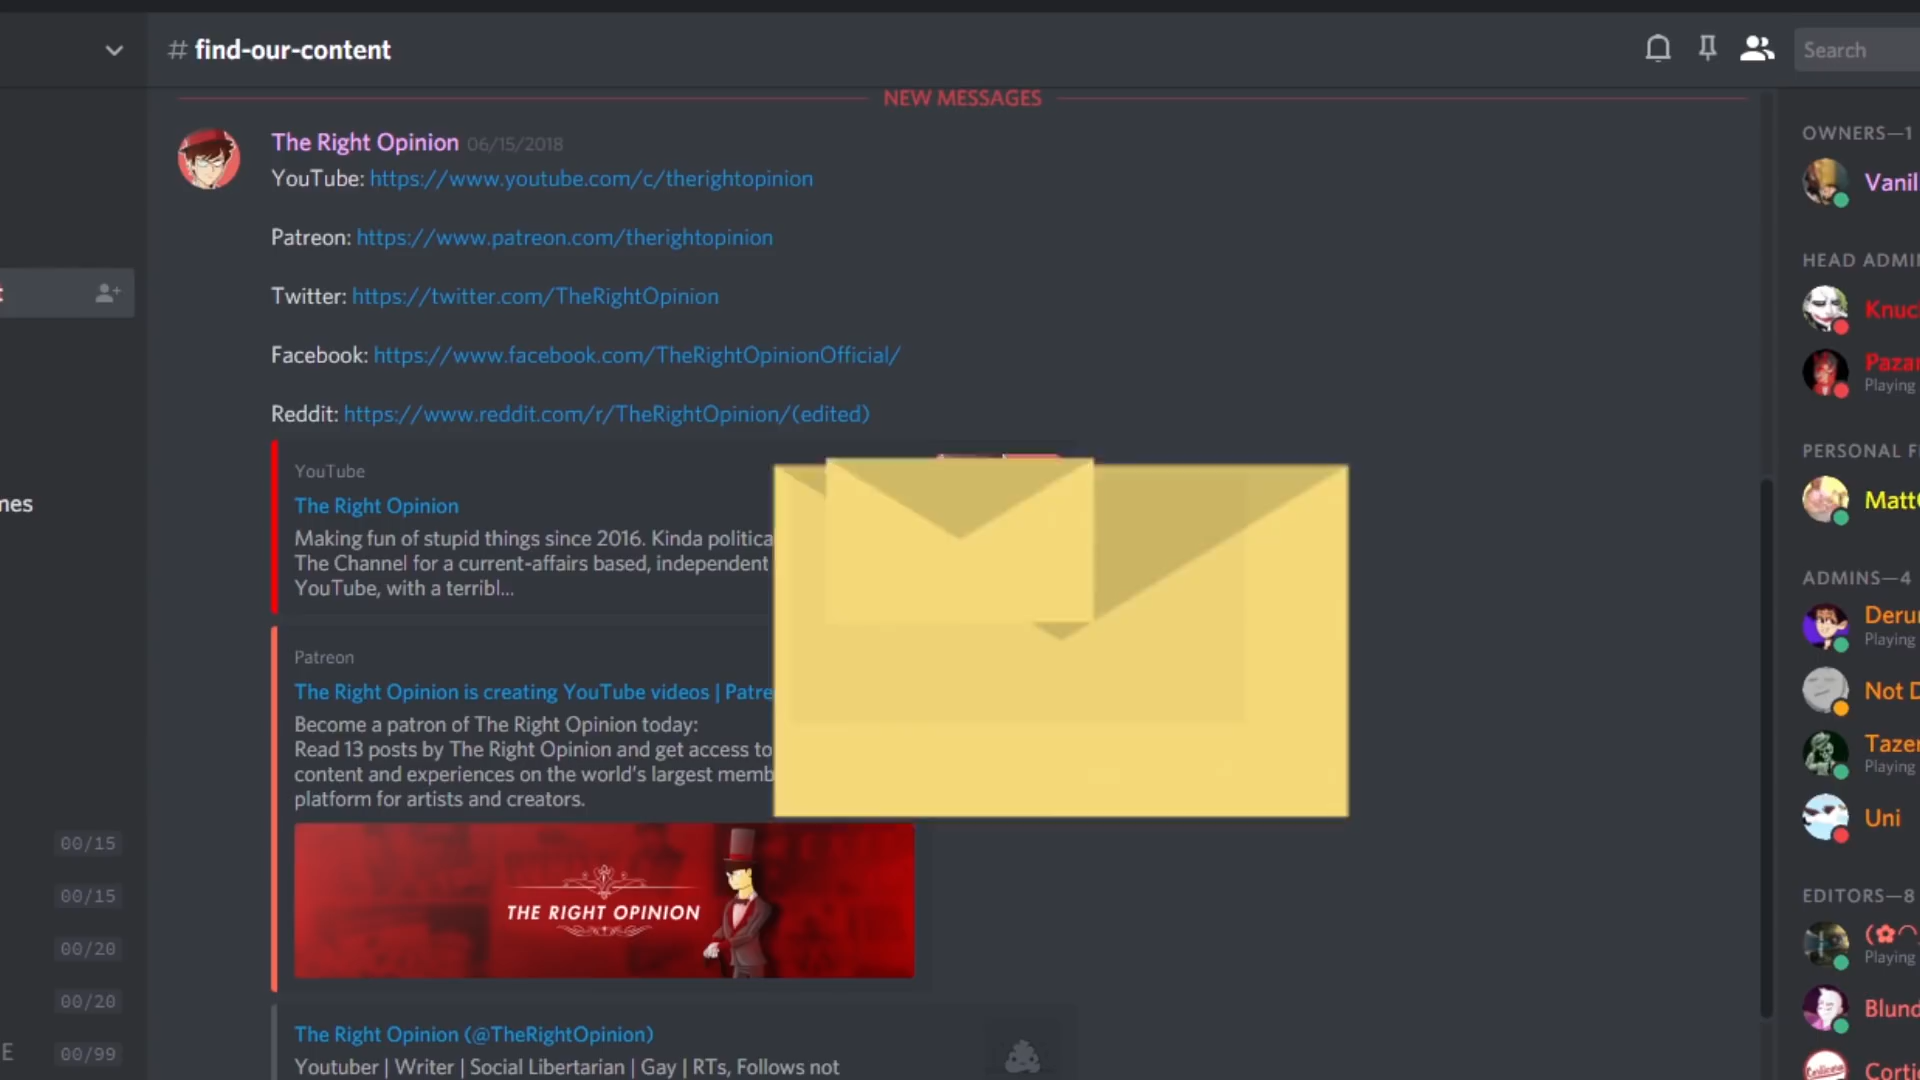 # find-our-content
Search
NEW MESSAGES
The Right Opinion 06/15/2018
YouTube: https://www.youtube.com/c/therightopinion
Patreon: https://www.patreon.com/therightopinion
Twitter: https://twitter.com/TheRightOpinion
Facebook: https://www.facebook.com/TheRightOpinionOfficial/
Reddit: https://www.reddit.com/r/TheRightOpinion/(edited)
YouTube
The Right Opinion
Making fun of stupid things since 2016. Kinda politica
The Channel for a current-affairs based, independent
YouTube, with a terribl...
Patreon
The Right Opinion is creating YouTube videos | Patre
Become a patron of The Right Opinion today:
Read 13 posts by The Right Opinion and get access to
content and experiences on the world's largest memb
platform for artists and creators.
THE RIGHT OPINION
The Right Opinion (@TheRightOpinion)
Youtuber | Writer | Social Libertarian | Gay | RTs, Follows not
mes
00/15
00/15
00/20
00/20
E 00/99
OWNERS—1
Vanil
HEAD ADMI
Knuc
Pazar
Playing
PERSONAL F
Matt
ADMINS—4
Deru
Playing
Not D
Tazer
Playing
Uni
EDITORS—8
Playing
Blund
Corti